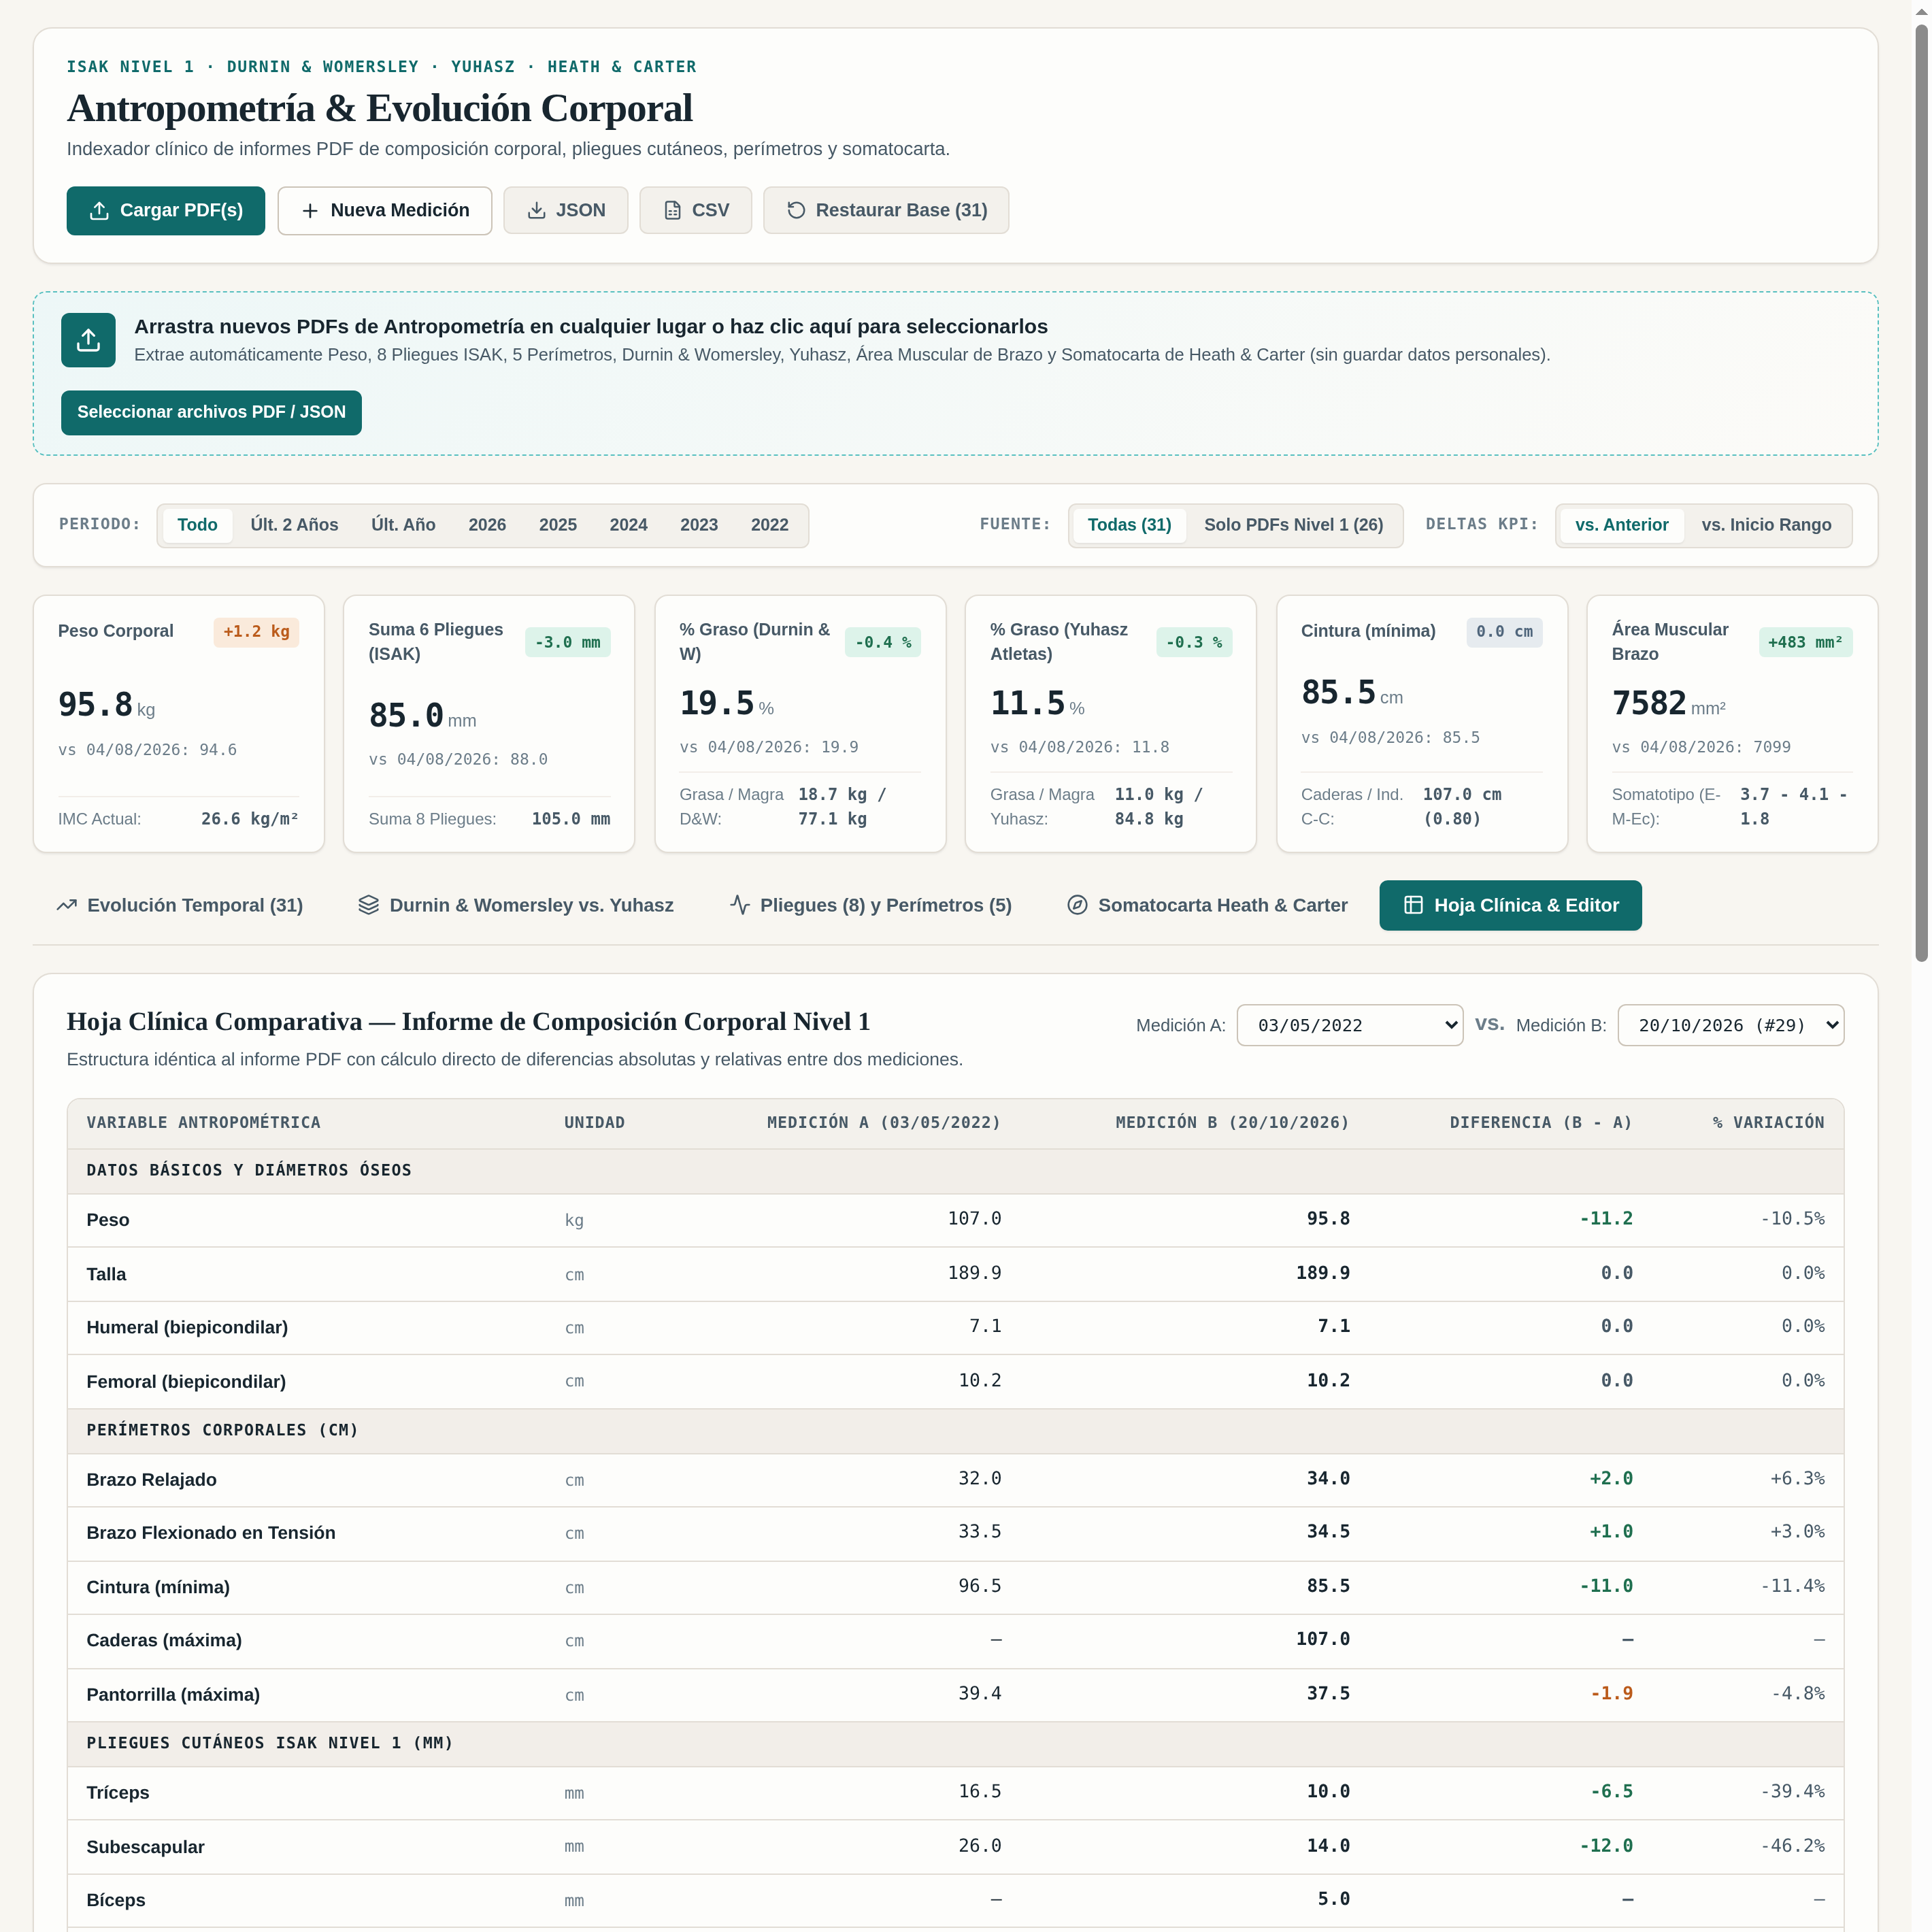 ISAK NIVEL 1 · DURNIN & WOMERSLEY · YUHASZ · HEATH & CARTER
Antropometría & Evolución Corporal
Indexador clínico de informes PDF de composición corporal, pliegues cutáneos, perímetros y somatocarta.
Cargar PDF(s) Nueva Medición JSON CSV Restaurar Base (31)
Arrastra nuevos PDFs de Antropometría en cualquier lugar o haz clic aquí para seleccionarlos
Extrae automáticamente Peso, 8 Pliegues ISAK, 5 Perímetros, Durnin & Womersley, Yuhasz, Área Muscular de Brazo y Somatocarta de Heath & Carter (sin guardar datos personales).
Seleccionar archivos PDF / JSON
PERIODO: Todo Últ. 2 Años Últ. Año 2026 2025 2024 2023 2022 FUENTE: Todas (31) Solo PDFs Nivel 1 (26) DELTAS KPI: vs. Anterior vs. Inicio Rango
Peso Corporal +1.2 kg
95.8 kg
vs 04/08/2026: 94.6
IMC Actual: 26.6 kg/m²
Suma 6 Pliegues
(ISAK) -3.0 mm
85.0 mm
vs 04/08/2026: 88.0
Suma 8 Pliegues: 105.0 mm
% Graso (Durnin &
W) -0.4 %
19.5 %
vs 04/08/2026: 19.9
Grasa / Magra 18.7 kg /
D&W: 77.1 kg
% Graso (Yuhasz
Atletas) -0.3 %
11.5 %
vs 04/08/2026: 11.8
Grasa / Magra 11.0 kg /
Yuhasz: 84.8 kg
Cintura (mínima) 0.0 cm
85.5 cm
vs 04/08/2026: 85.5
Caderas / Ind. 107.0 cm
C-C: (0.80)
Área Muscular
Brazo +483 mm²
7582 mm²
vs 04/08/2026: 7099
Somatotipo (E- 3.7 - 4.1 -
M-Ec): 1.8
Evolución Temporal (31) Durnin & Womersley vs. Yuhasz Pliegues (8) y Perímetros (5) Somatocarta Heath & Carter Hoja Clínica & Editor
Hoja Clínica Comparativa — Informe de Composición Corporal Nivel 1
Medición A: 03/05/2022 VS. Medición B: 20/10/2026 (#29)
Estructura idéntica al informe PDF con cálculo directo de diferencias absolutas y relativas entre dos mediciones.
VARIABLE ANTROPOMÉTRICA UNIDAD MEDICIÓN A (03/05/2022) MEDICIÓN B (20/10/2026) DIFERENCIA (B - A) % VARIACIÓN
DATOS BÁSICOS Y DIÁMETROS ÓSEOS
Peso kg 107.0 95.8 -11.2 -10.5%
Talla cm 189.9 189.9 0.0 0.0%
Humeral (biepicondilar) cm 7.1 7.1 0.0 0.0%
Femoral (biepicondilar) cm 10.2 10.2 0.0 0.0%
PERÍMETROS CORPORALES (CM)
Brazo Relajado cm 32.0 34.0 +2.0 +6.3%
Brazo Flexionado en Tensión cm 33.5 34.5 +1.0 +3.0%
Cintura (mínima) cm 96.5 85.5 -11.0 -11.4%
Caderas (máxima) cm — 107.0 — —
Pantorrilla (máxima) cm 39.4 37.5 -1.9 -4.8%
PLIEGUES CUTÁNEOS ISAK NIVEL 1 (MM)
Tríceps mm 16.5 10.0 -6.5 -39.4%
Subescapular mm 26.0 14.0 -12.0 -46.2%
Bíceps mm — 5.0 — —